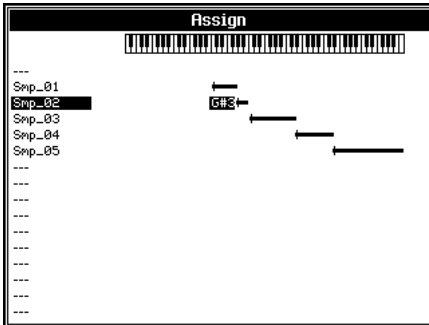 Assign
---
Smp_01
Smp_02 G#3
Smp_03
Smp_04
Smp_05
---
---
---
---
---
---
---
---
---
---